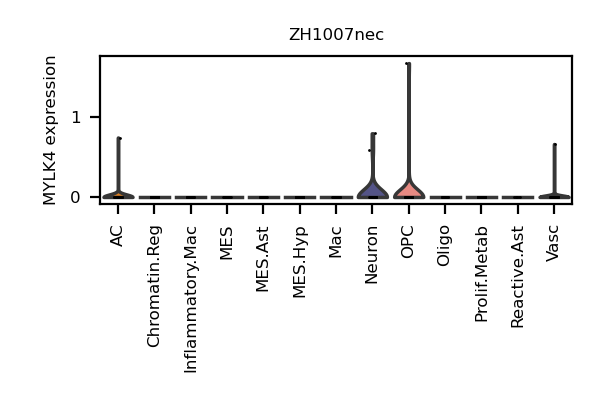 ZH1007nec
MYLK4 expression
1
0
AC
Chromatin.Reg
Inflammatory.Mac
MES
MES.Ast
MES.Hyp
Mac
Neuron
OPC
Oligo
Prolif.Metab
Reactive.Ast
Vasc